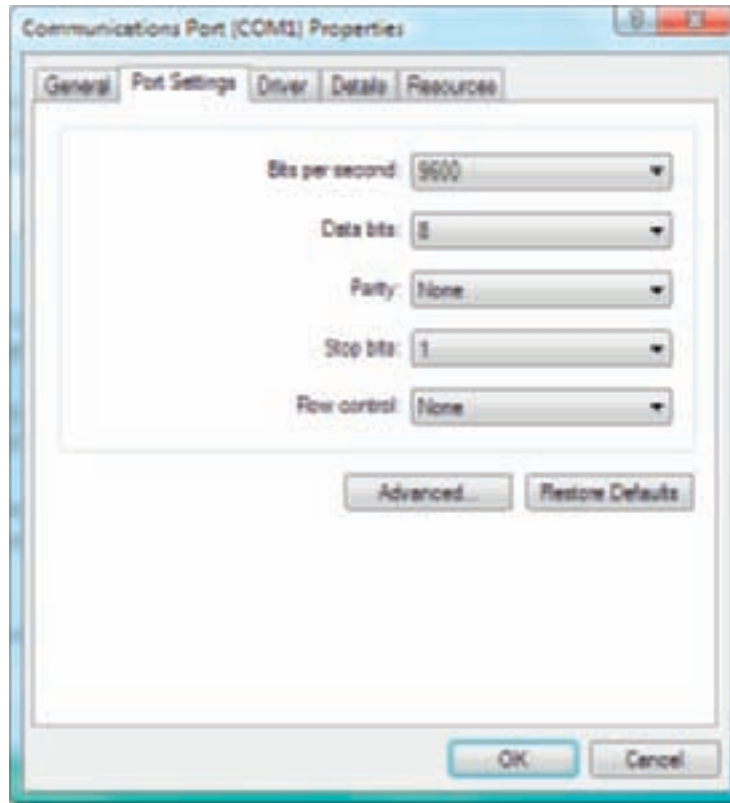 Communications Port (COM1) Properties
General Port Settings Driver Details Resources
Bits per second: 9600
Data bits: 8
Parity: None
Stop bits: 1
Flow control: None
Advanced... Restore Defaults
OK Cancel